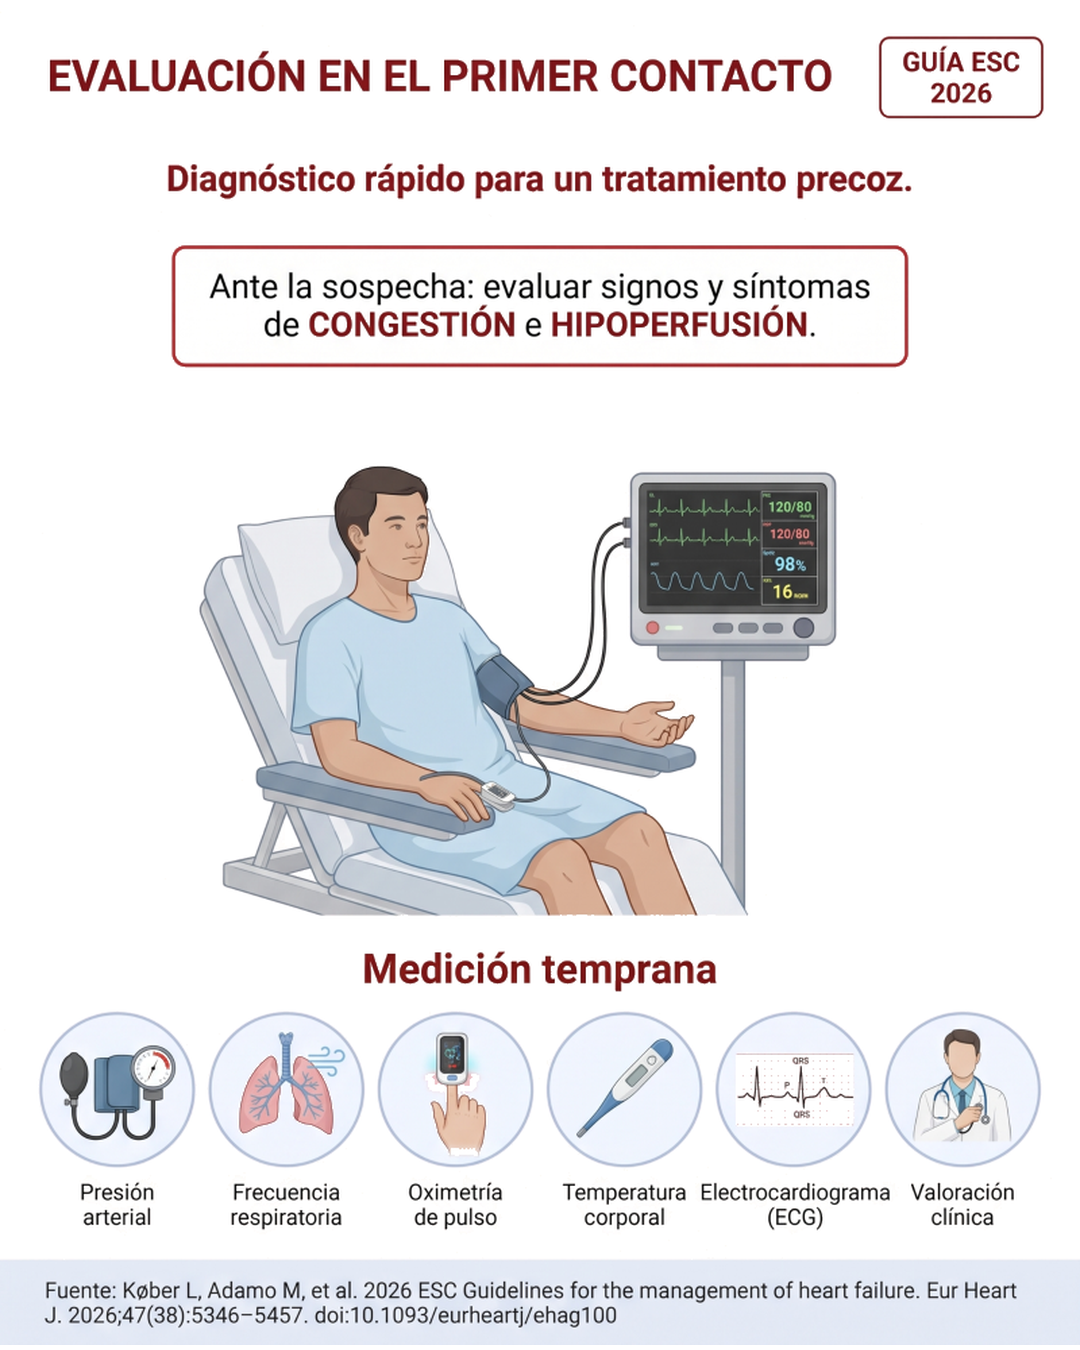 EVALUACIÓN EN EL PRIMER CONTACTO
GUÍA ESC
2026
Diagnóstico rápido para un tratamiento precoz.
Ante la sospecha: evaluar signos y síntomas
de CONGESTIÓN e HIPOPERFUSIÓN.
120/80
120/80
98%
16
Medición temprana
QRS
P
T
QRS
Presión
arterial
Frecuencia
respiratoria
Oximetría
de pulso
Temperatura
corporal
Electrocardiograma
(ECG)
Valoración
clínica
Fuente: Køber L, Adamo M, et al. 2026 ESC Guidelines for the management of heart failure. Eur Heart
J. 2026;47(38):5346–5457. doi:10.1093/eurheartj/ehag100